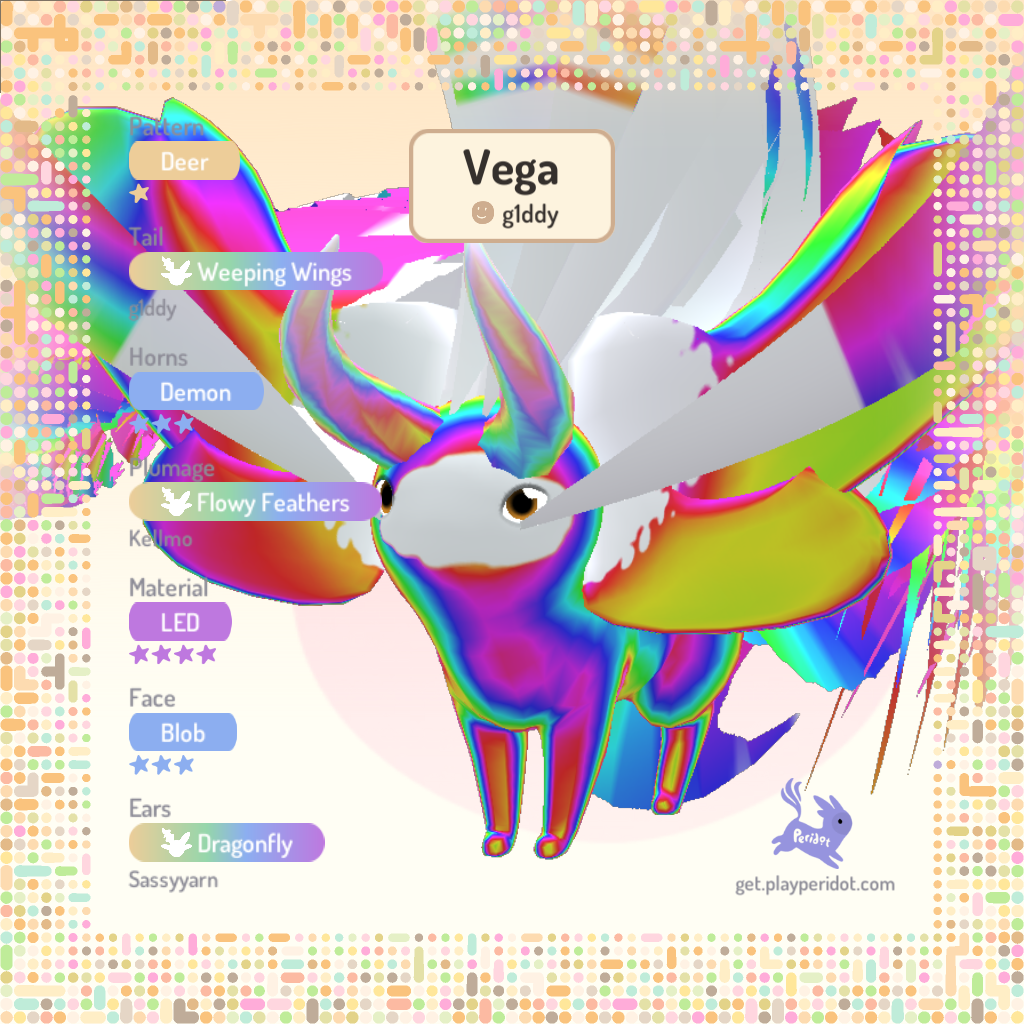 Vega
g1ddy
Pattern
Deer
Tail
Weeping Wings
g1ddy
Horns
Demon
Plumage
Flowy Feathers
Kellmo
Material
LED
Face
Blob
Ears
Dragonfly
Sassyyarn
Peridot
get.playperidot.com